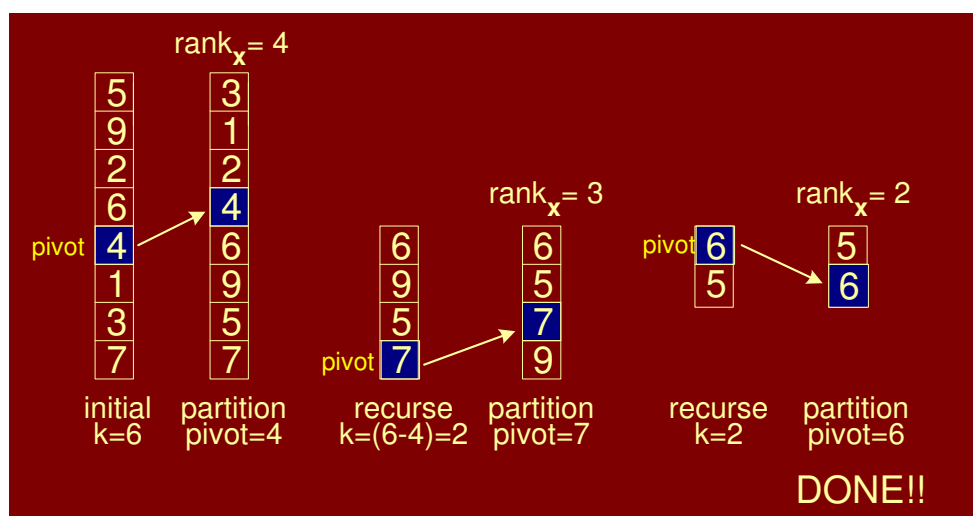 rankx= 4
5 3
9 1
2 2
6 4
pivot 4 6
1 9
3 5
7 7
initial partition
k=6 pivot=4
rankx= 3
6 6
9 5
5 7
pivot 7 9
recurse partition
k=(6-4)=2 pivot=7
rankx= 2
pivot 6 5
5 6
recurse partition
k=2 pivot=6
DONE!!